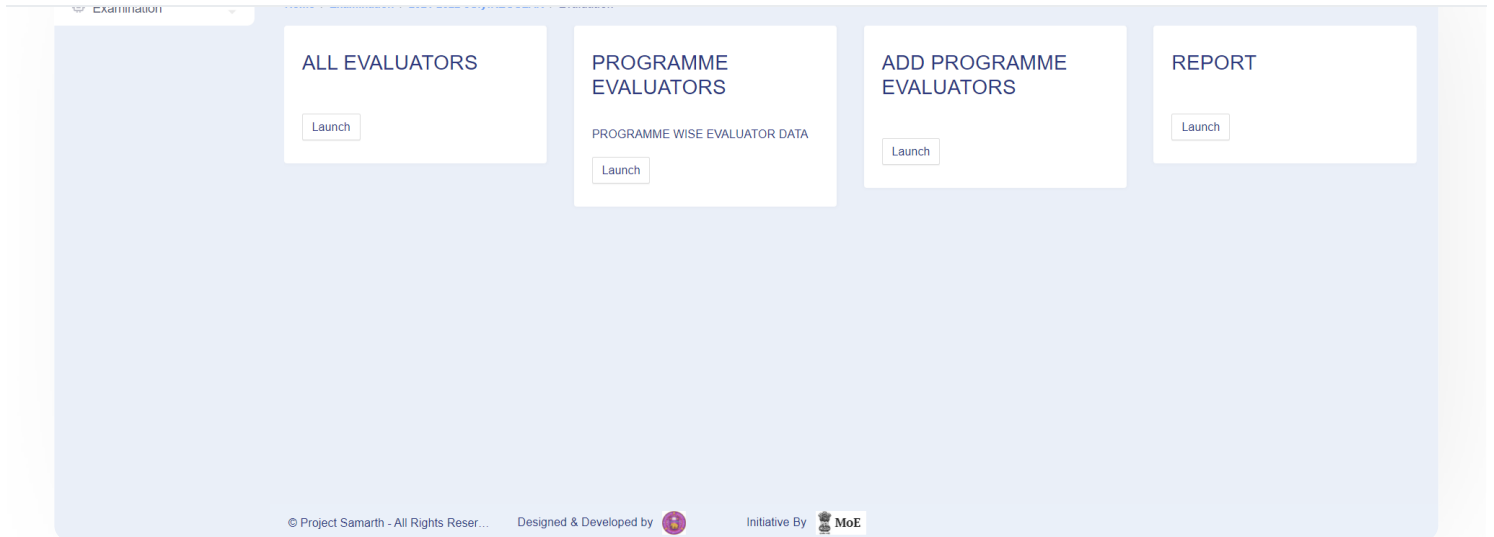 Examination
ALL EVALUATORS
Launch
PROGRAMME
EVALUATORS
PROGRAMME WISE EVALUATOR DATA
Launch
ADD PROGRAMME
EVALUATORS
Launch
REPORT
Launch
© Project Samarth - All Rights Reser...
Designed & Developed by
Initiative By
MoE